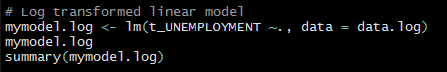 # Log transformed linear model
mymodel.log <- lm(t_UNEMPLOYMENT ~., data = data.log)
mymodel.log
summary(mymodel.log)